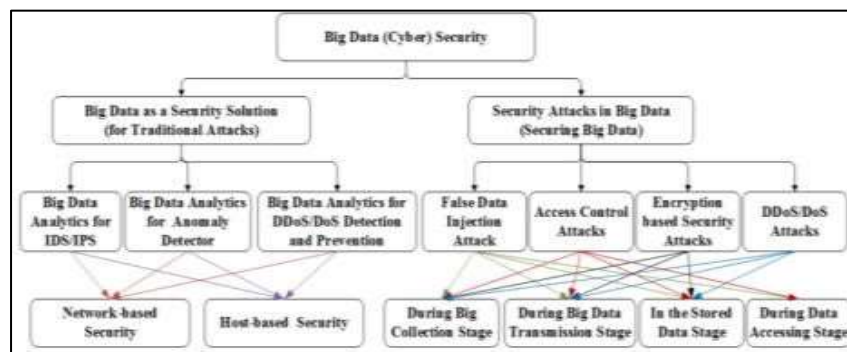 Big Data (Cyber) Security
Big Data as a Security Solution
(for Traditional Attacks)
Security Attacks in Big Data
(Securing Big Data)
Big Data
Analytics for
IDS/IPS
Big Data Analytics
for Anomaly
Detector
Big Data Analytics for
DDoS/DoS Detection
and Prevention
False Data
Injection
Attack
Access Control
Attacks
Encryption
based Security
Attacks
DDoS/DoS
Attacks
Network-based
Security
Host-based Security
During Big
Collection Stage
During Big Data
Transmission Stage
In the Stored
Data Stage
During Data
Accessing Stage